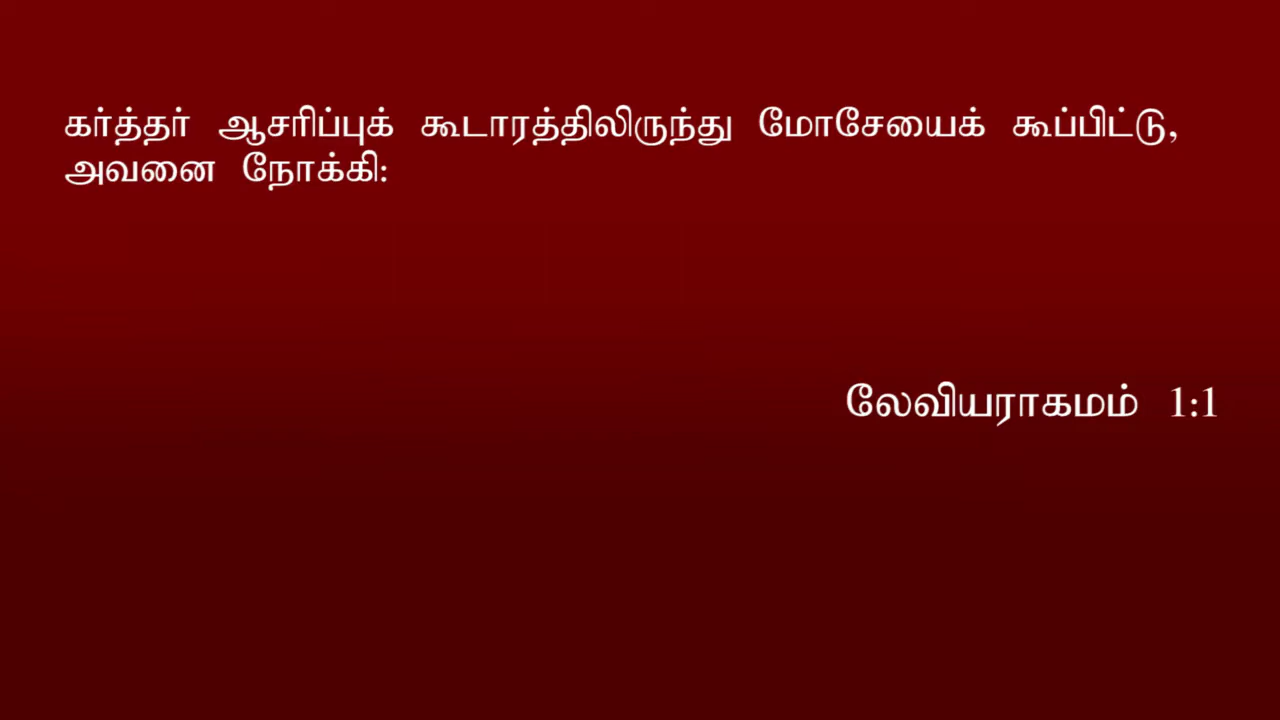 கர்த்தர் ஆசரிப்புக் கூடாரத்திலிருந்து மோசேயைக் கூப்பிட்டு,
அவனை நோக்கி:
லேவியராகமம் 1:1